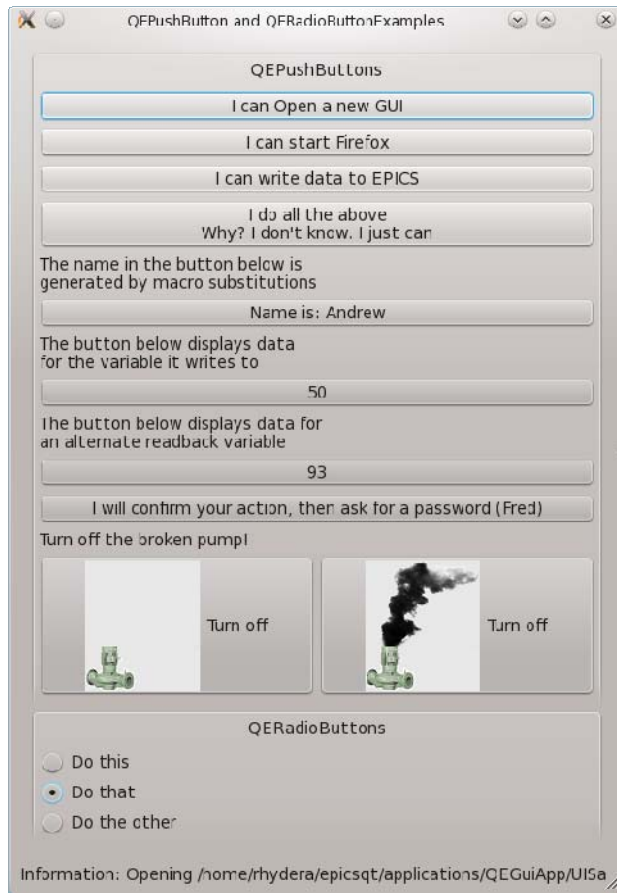 QEPushButton and QERadioButtonExamples
QEPushButtons
I can Open a new GUI
I can start Firefox
I can write data to EPICS
I do all the above
Why? I don't know. I just can
The name in the button below is
generated by macro substitutions
Name is: Andrew
The button below displays data
for the variable it writes to
50
The button below displays data for
an alternate readback variable
93
I will confirm your action, then ask for a password (Fred)
Turn off the broken pump!
Turn off
Turn off
QERadioButtons
Do this
Do that
Do the other
Information: Opening /home/rhydera/epicsqt/applications/QEGuiApp/UISa